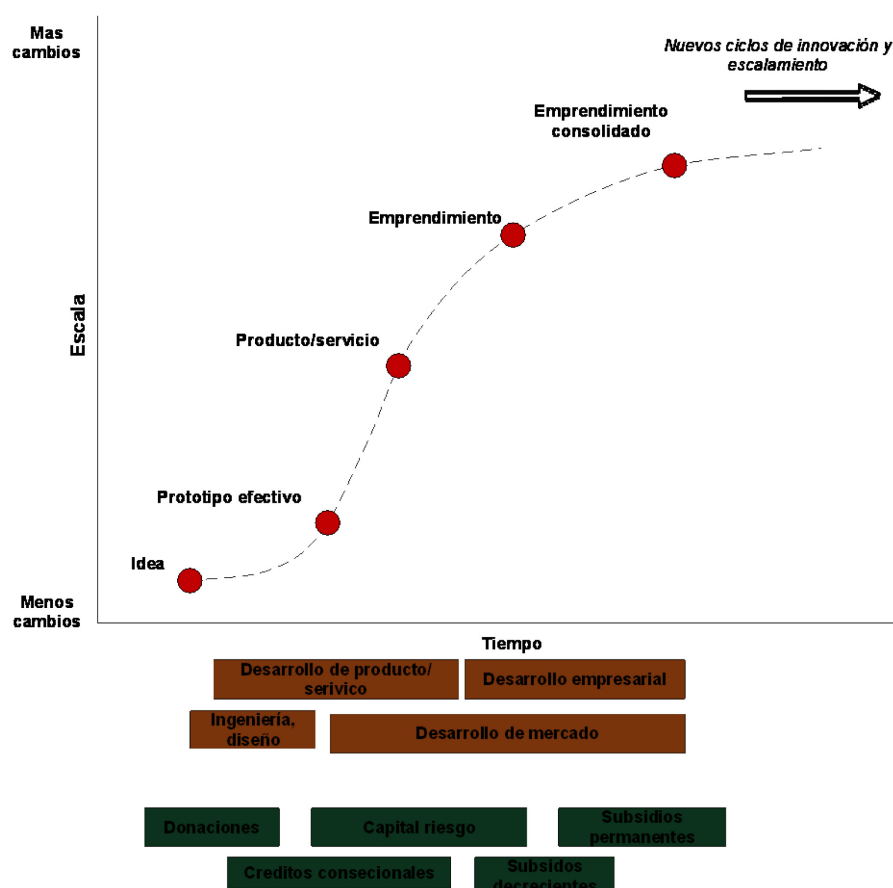 Mas
cambios
Nuevos ciclos de innovación y
escalamiento
Emprendimiento
consolidado
Emprendimiento
Escala
Producto/servicio
Prototipo efectivo
Idea
Menos
cambios
Tiempo
Desarrollo de producto/
serivico
Desarrollo empresarial
Ingeniería,
diseño
Desarrollo de mercado
Donaciones
Capital riesgo
Subsidios
permanentes
Creditos consecionales
Subsidos
decrecientes